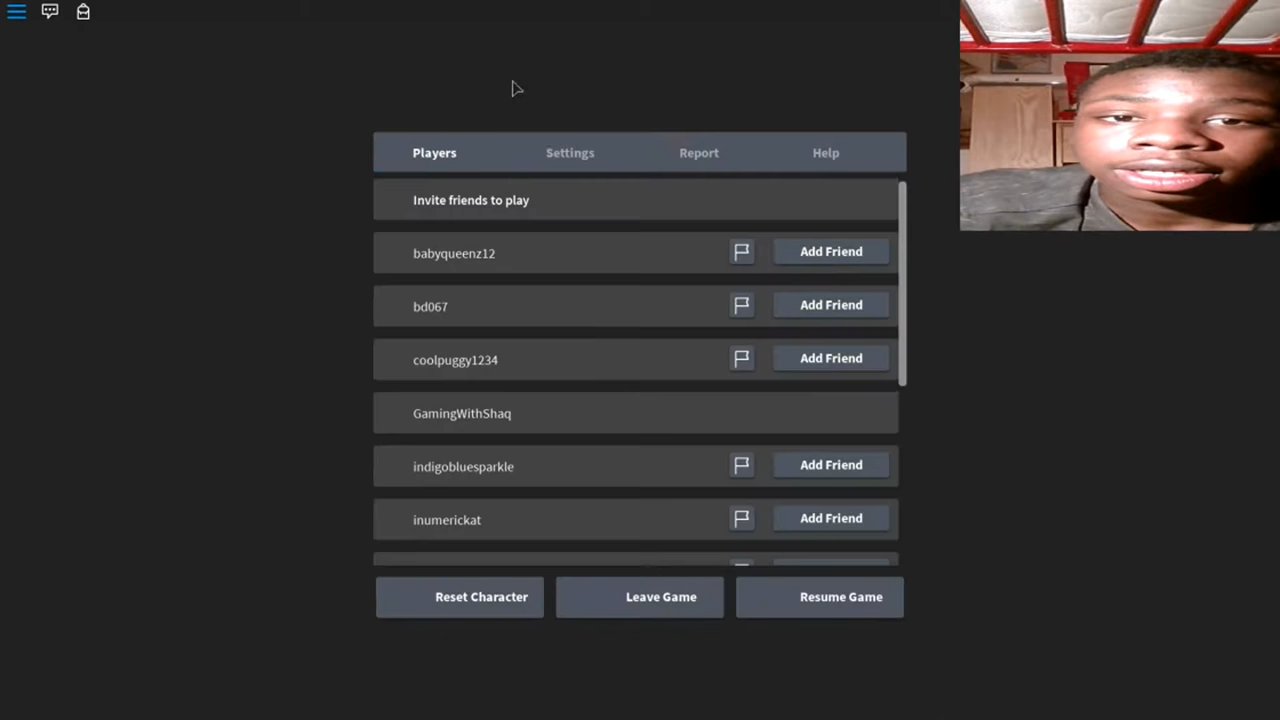 Players Settings Report Help
Invite friends to play
babyqueenz12 Add Friend
bd067 Add Friend
coolpuggy1234 Add Friend
GamingWithShaq
indigobluesparkle Add Friend
inumerickat Add Friend
Reset Character Leave Game Resume Game